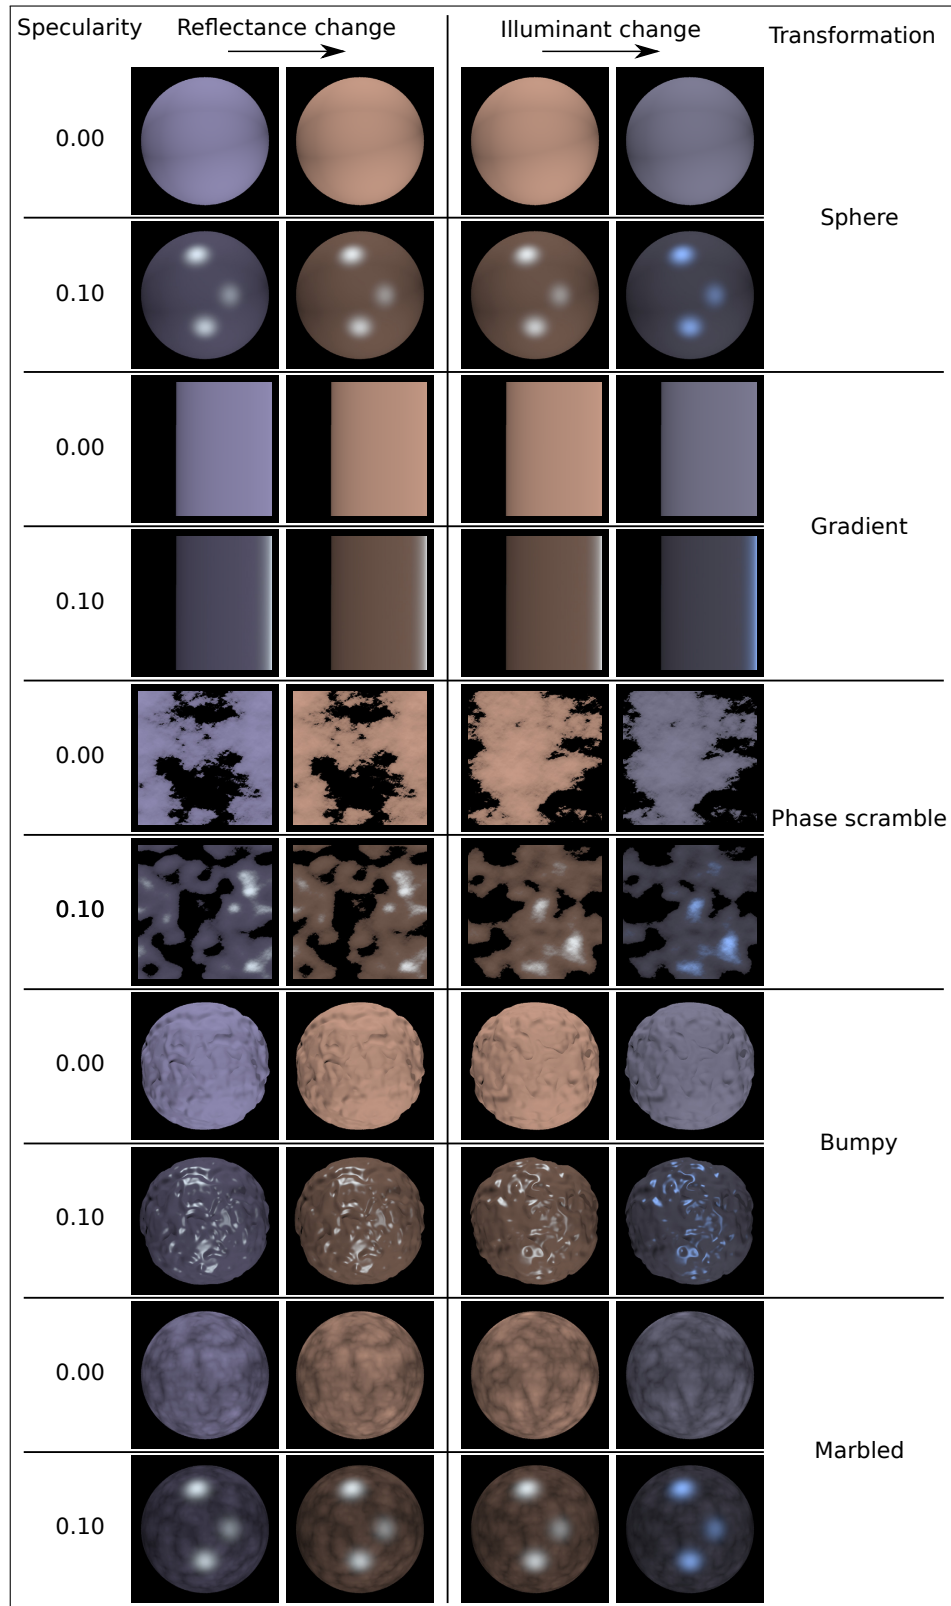 Specularity Reflectance change Illuminant change Transformation
0.00
Sphere
0.10
0.00
Gradient
0.10
0.00
Phase scramble
0.10
0.00
Bumpy
0.10
0.00
Marbled
0.10